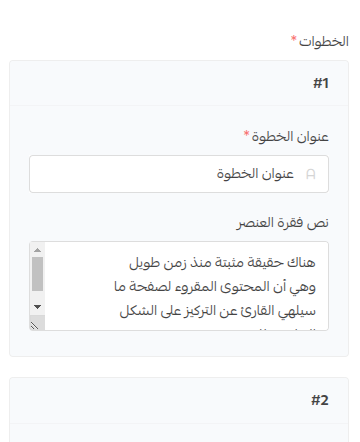 الخطوات *
#1
عنوان الخطوة *
عنوان الخطوة
نص فقرة العنصر
هناك حقيقة مثبتة منذ زمن طويل
وهي أن المحتوى المقروء لصفحة ما
سيلهي القارئ عن التركيز على الشكل
#2